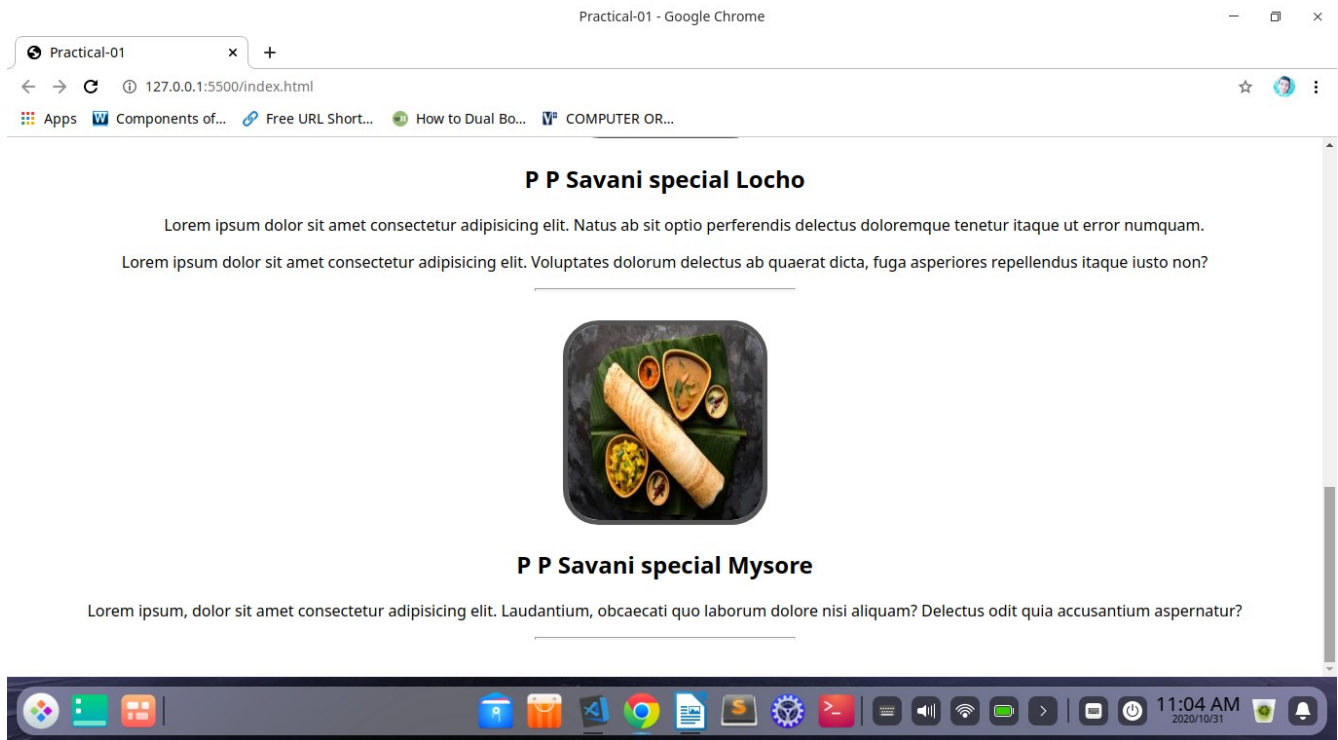 Practical-01 - Google Chrome
Practical-01
127.0.0.1:5500/index.html
Apps Components of... Free URL Short... How to Dual Bo... COMPUTER OR...
P P Savani special Locho
Lorem ipsum dolor sit amet consectetur adipisicing elit. Natus ab sit optio perferendis delectus doloremque tenetur itaque ut error numquam.
Lorem ipsum dolor sit amet consectetur adipisicing elit. Voluptates dolorum delectus ab quaerat dicta, fuga asperiores repellendus itaque iusto non?
P P Savani special Mysore
Lorem ipsum, dolor sit amet consectetur adipisicing elit. Laudantium, obcaecati quo laborum dolore nisi aliquam? Delectus odit quia accusantium aspernatur?
11:04 AM
2020/10/31